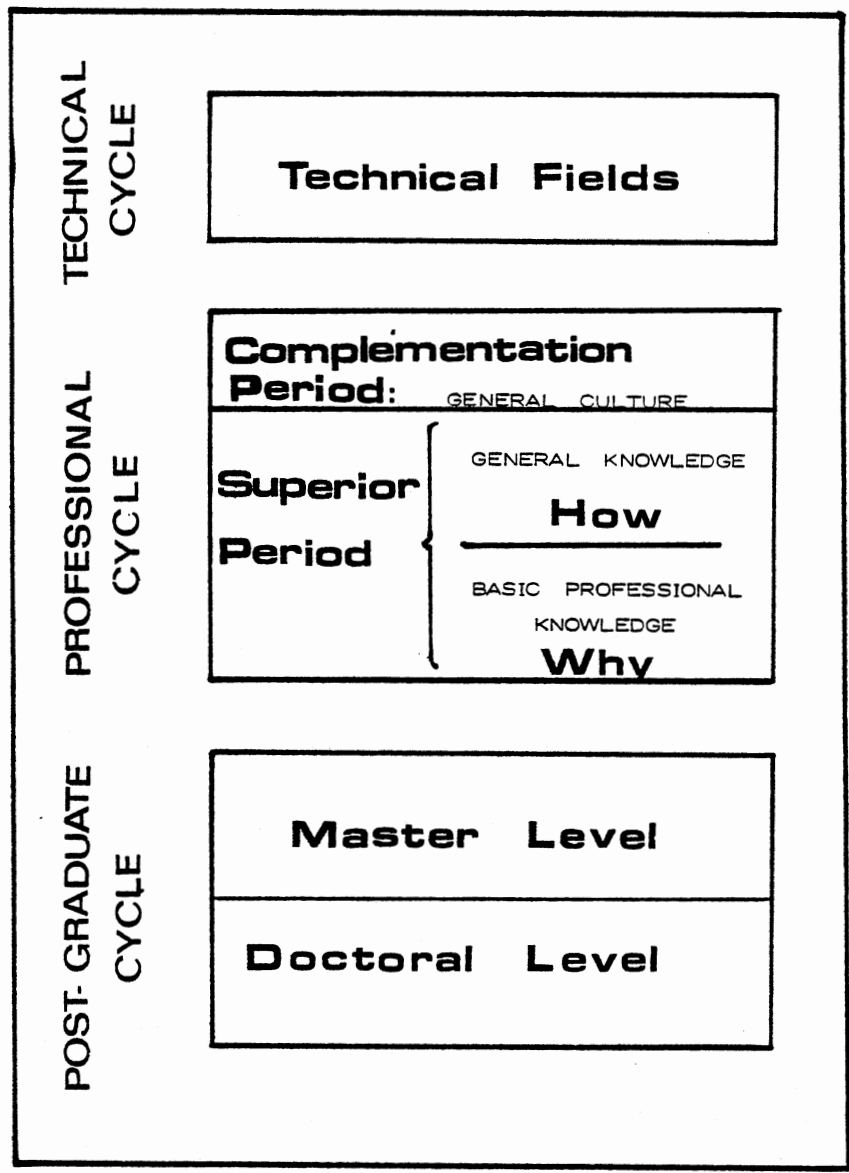 TECHNICAL
CYCLE
Technical Fields
PROFESSIONAL
CYCLE
Complementation
Period: GENERAL CULTURE
Superior
Period
GENERAL KNOWLEDGE
How
BASIC PROFESSIONAL
KNOWLEDGE
Why
POST-GRADUATE
CYCLE
Master Level
Doctoral Level